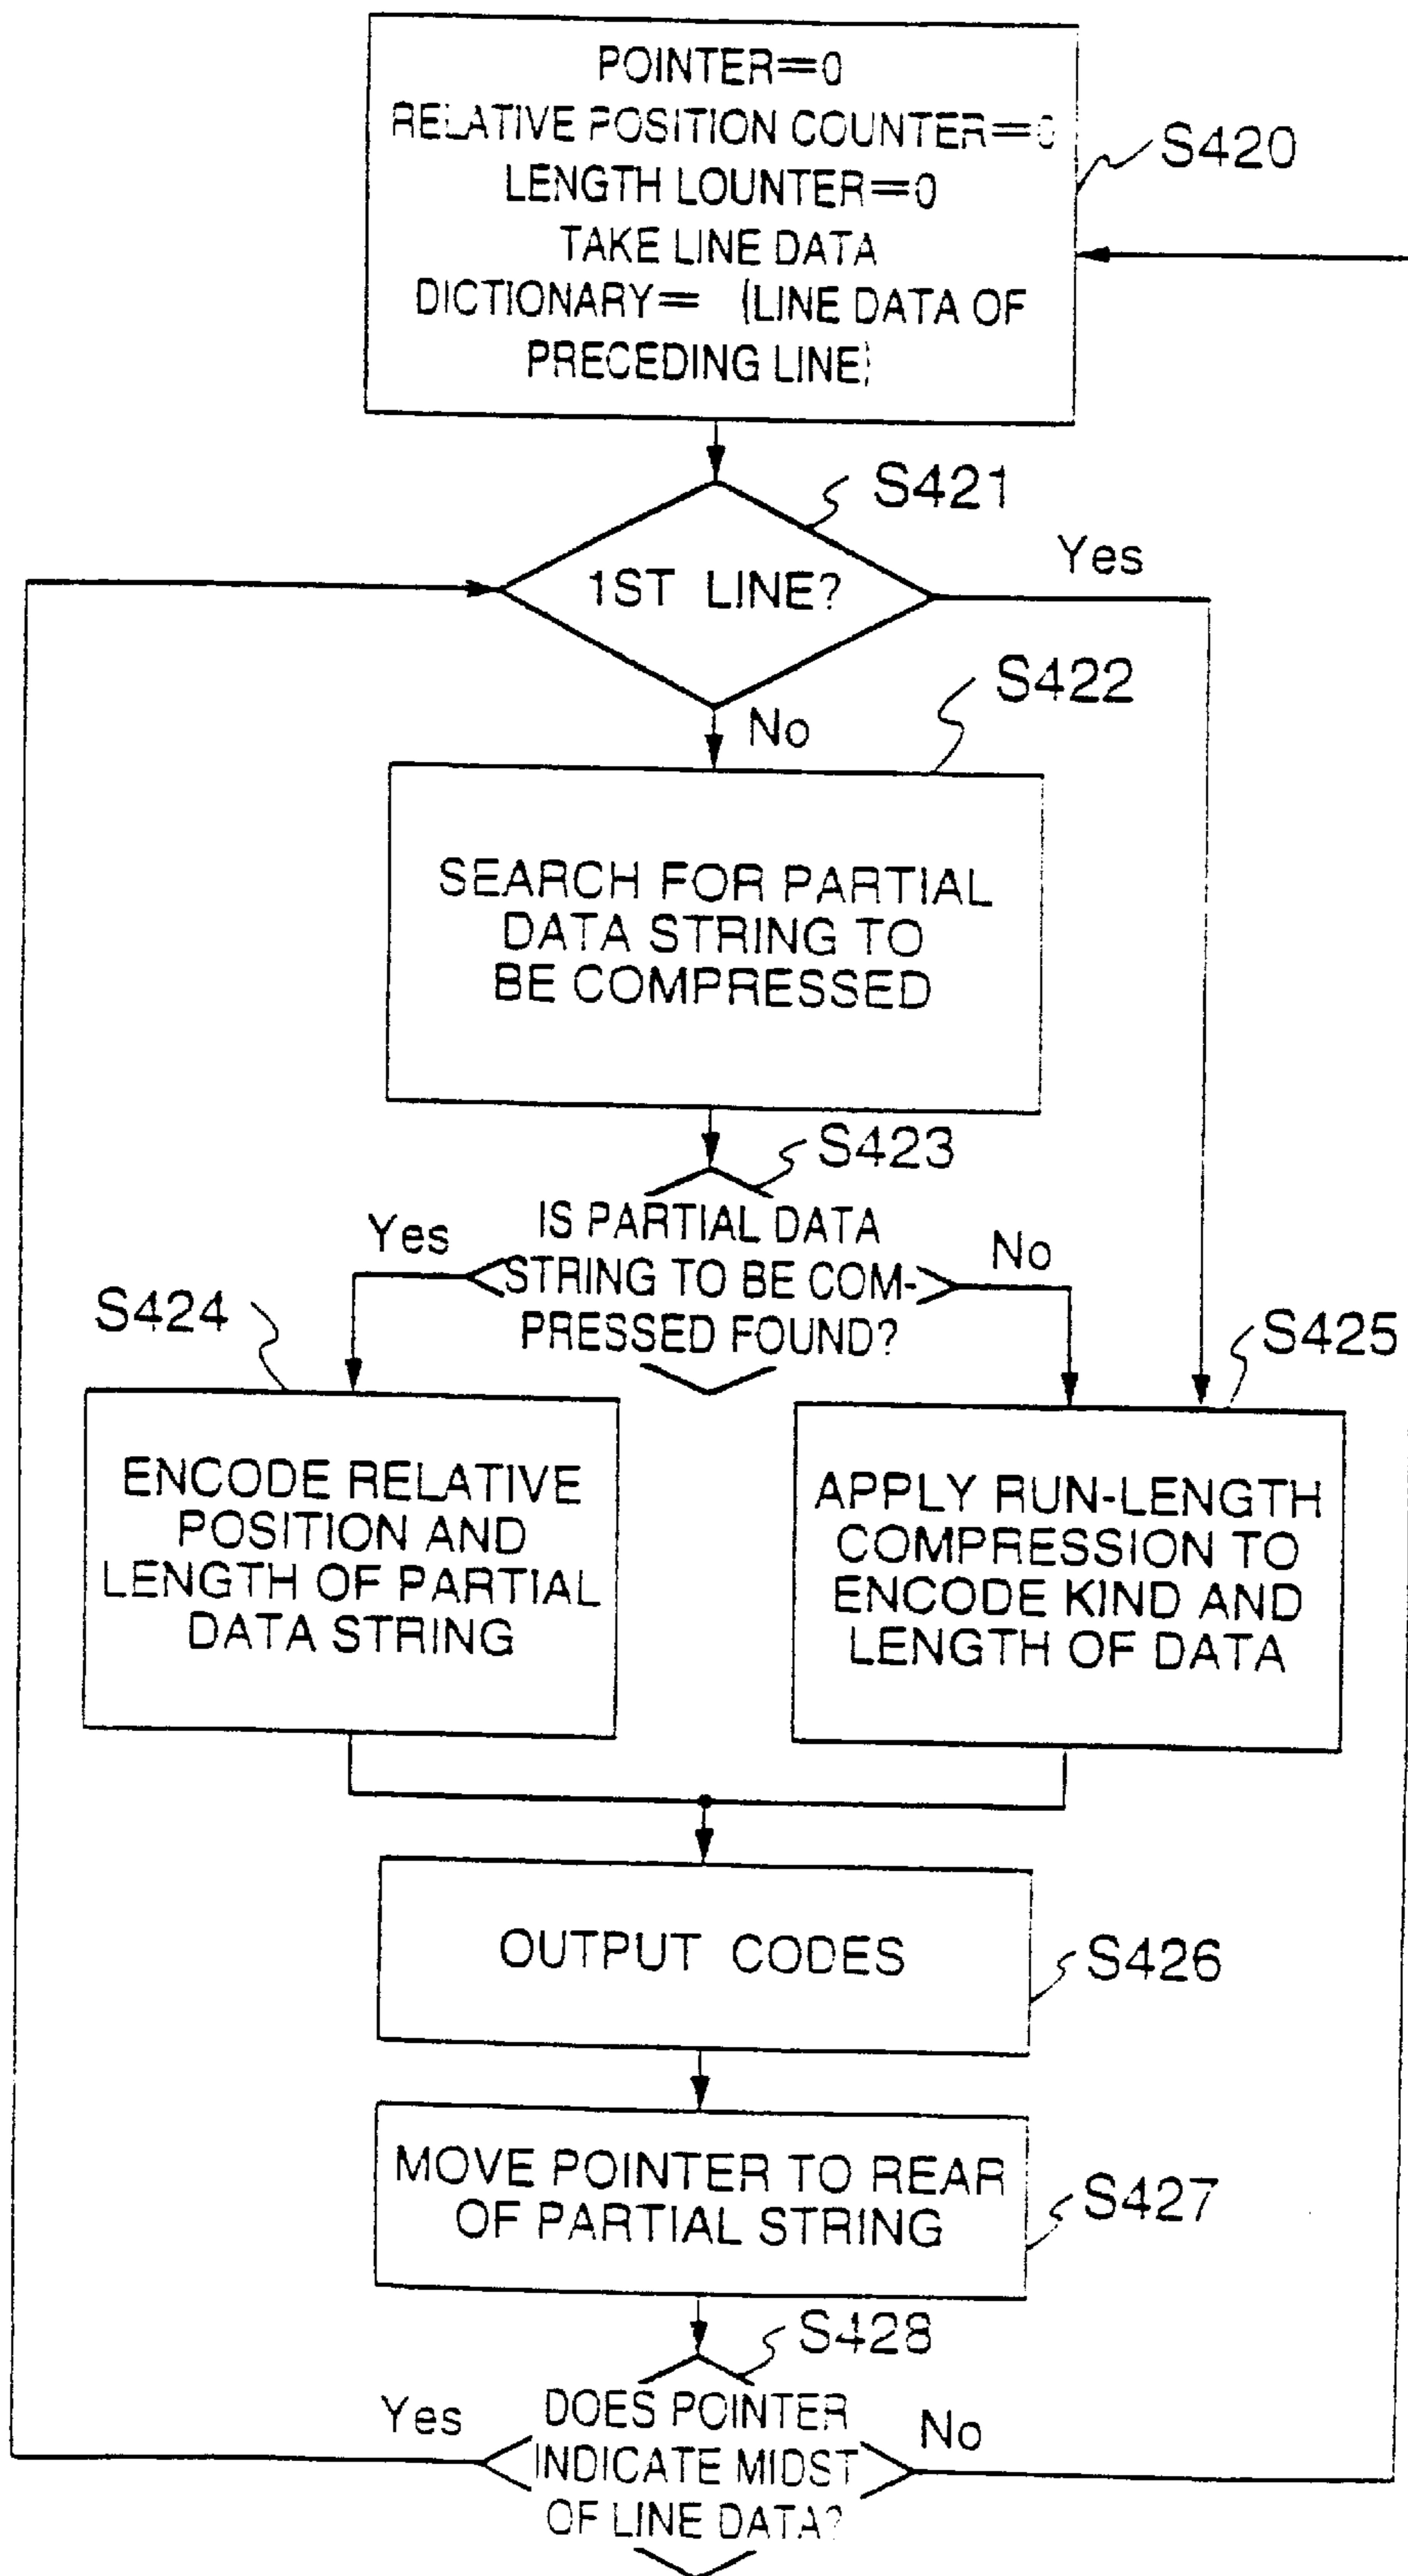 POINTER=0
RELATIVE POSITION COUNTER=0
LENGTH LOUNTER=0
TAKE LINE DATA
DICTIONARY= (LINE DATA OF
PRECEDING LINE)
S420
S421
1ST LINE?
Yes
S422
No
SEARCH FOR PARTIAL
DATA STRING TO
BE COMPRESSED
S423
IS PARTIAL DATA
STRING TO BE COM-
PRESSED FOUND?
Yes
No
S424
S425
ENCODE RELATIVE
POSITION AND
LENGTH OF PARTIAL
DATA STRING
APPLY RUN-LENGTH
COMPRESSION TO
ENCODE KIND AND
LENGTH OF DATA
OUTPUT CODES
S426
MOVE POINTER TO REAR
OF PARTIAL STRING
S427
S428
DOES POINTER
INDICATE MIDST
OF LINE DATA?
Yes
No